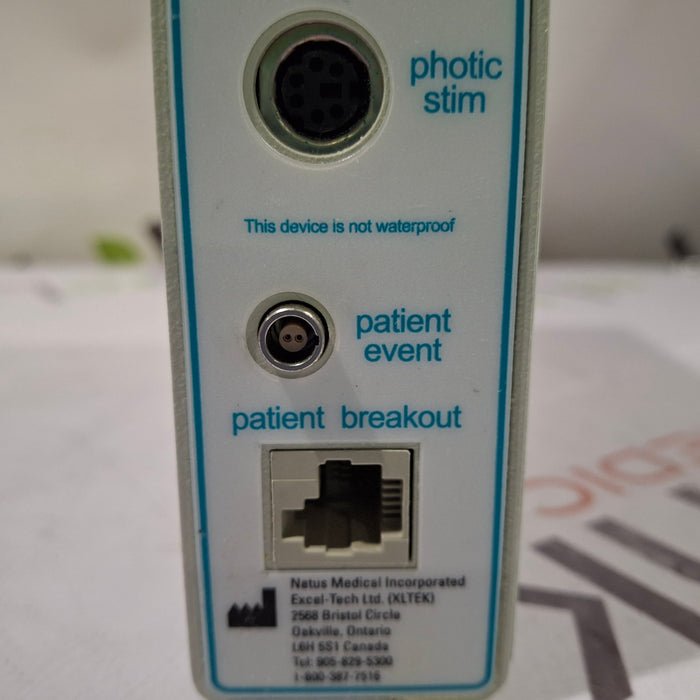 photic
stim
This device is not waterproof
patient
event
patient breakout
Natus Medical Incorporated
Excel-Tech Ltd. (XLTEK)
2568 Bristol Circle
Oakville, Ontario
L6H 5S1 Canada
Tel: 905-829-5300
1-800-387-7516